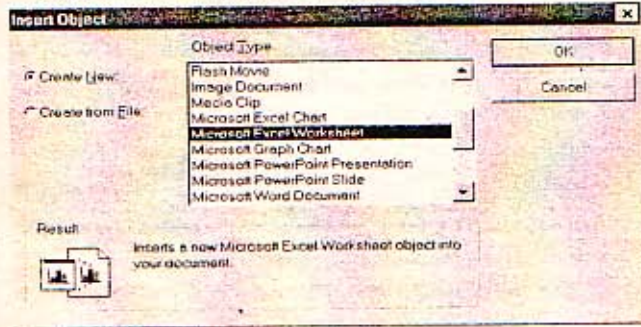 Insert Object
Object Type
Create New:
Create from File:
Flash Movie
Image Document
Media Clip
Microsoft Excel Chart
Microsoft Excel Worksheet
Microsoft Graph Chart
Microsoft PowerPoint Presentation
Microsoft PowerPoint Slide
Microsoft Word Document
OK
Cancel
Result
Inserts a new Microsoft Excel Worksheet object into
your document.